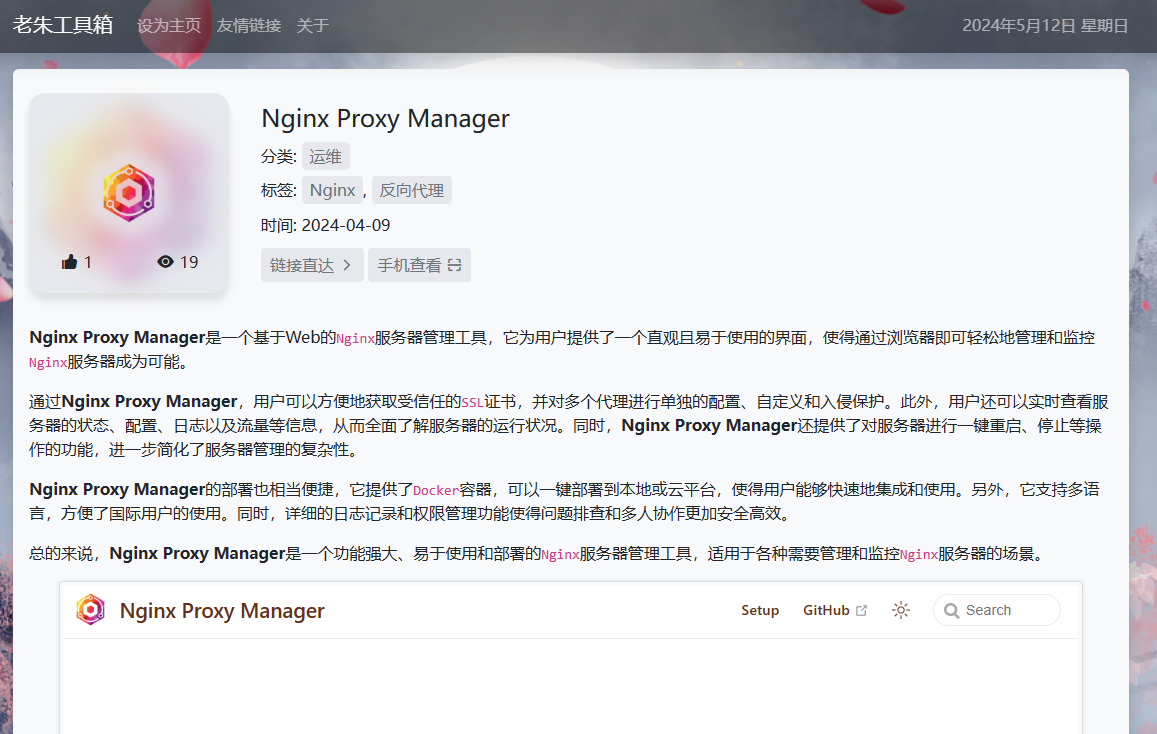 老朱工具箱 设为主页 友情链接 关于 2024年5月12日 星期日
Nginx Proxy Manager
分类: 运维
标签: Nginx , 反向代理
时间: 2024-04-09
1 19
链接直达 手机查看
Nginx Proxy Manager是一个基于Web的Nginx服务器管理工具，它为用户提供了一个直观且易于使用的界面，使得通过浏览器即可轻松地管理和监控
Nginx服务器成为可能。
通过Nginx Proxy Manager，用户可以方便地获取受信任的SSL证书，并对多个代理进行单独的配置、自定义和入侵保护。此外，用户还可以实时查看服
务器的状态、配置、日志以及流量等信息，从而全面了解服务器的运行状况。同时，Nginx Proxy Manager还提供了对服务器进行一键重启、停止等操
作的功能，进一步简化了服务器管理的复杂性。
Nginx Proxy Manager的部署也相当便捷，它提供了Docker容器，可以一键部署到本地或云平台，使得用户能够快速地集成和使用。另外，它支持多语
言，方便了国际用户的使用。同时，详细的日志记录和权限管理功能使得问题排查和多人协作更加安全高效。
总的来说，Nginx Proxy Manager是一个功能强大、易于使用和部署的Nginx服务器管理工具，适用于各种需要管理和监控Nginx服务器的场景。
Nginx Proxy Manager Setup GitHub Search